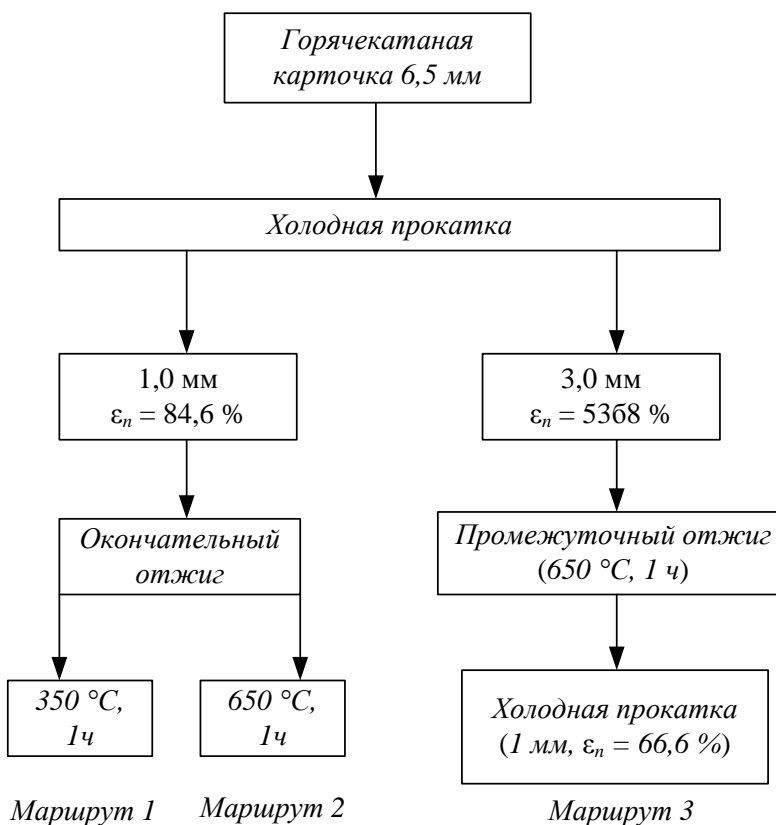 Горячекатаная
карточка 6,5 мм
Холодная прокатка
1,0 мм
εn = 84,6 %
3,0 мм
εn = 53б8 %
Окончательный
отжиг
Промежуточный отжиг
(650 °С, 1 ч)
350 °С,
1ч
650 °С,
1ч
Холодная прокатка
(1 мм, εn = 66,6 %)
Маршрут 1
Маршрут 2
Маршрут 3